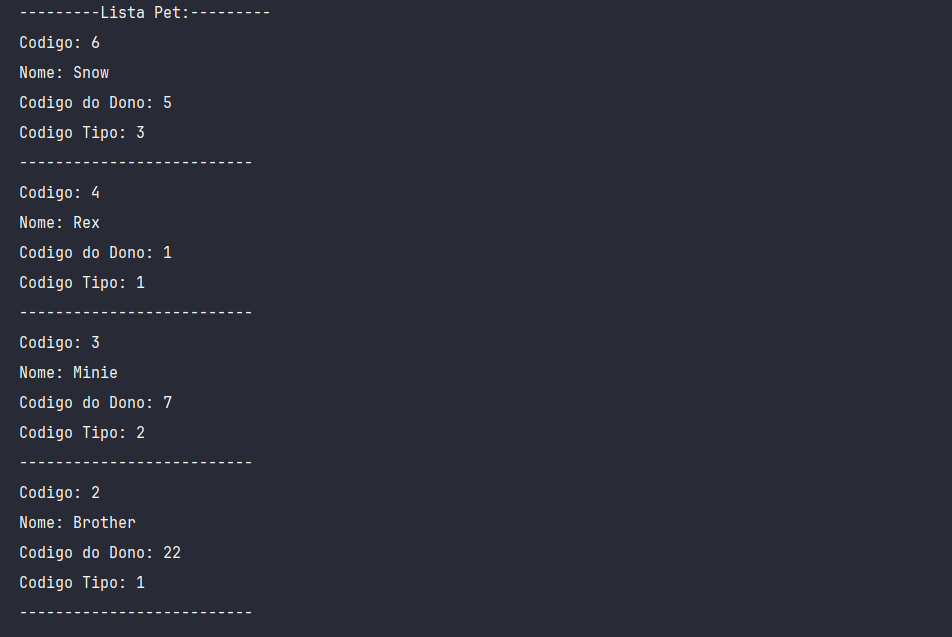 ---------Lista Pet:---------
Codigo: 6
Nome: Snow
Codigo do Dono: 5
Codigo Tipo: 3
--------------------------
Codigo: 4
Nome: Rex
Codigo do Dono: 1
Codigo Tipo: 1
--------------------------
Codigo: 3
Nome: Minie
Codigo do Dono: 7
Codigo Tipo: 2
--------------------------
Codigo: 2
Nome: Brother
Codigo do Dono: 22
Codigo Tipo: 1
--------------------------